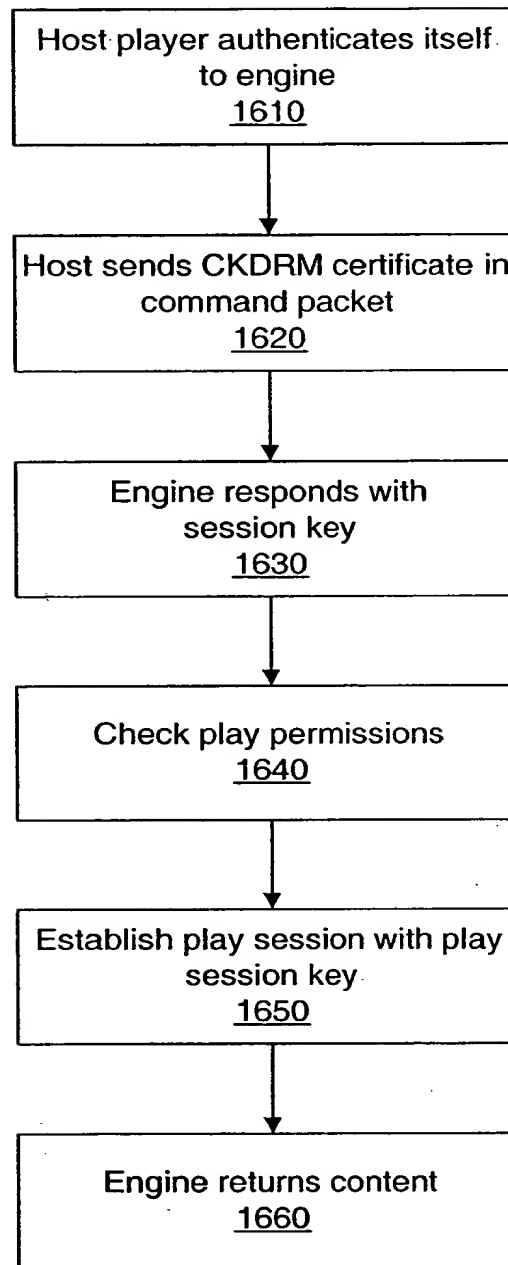 Host player authenticates itself
to engine
1610
Host sends CKDRM certificate in
command packet
1620
Engine responds with
session key
1630
Check play permissions
1640
Establish play session with play
session key
1650
Engine returns content
1660